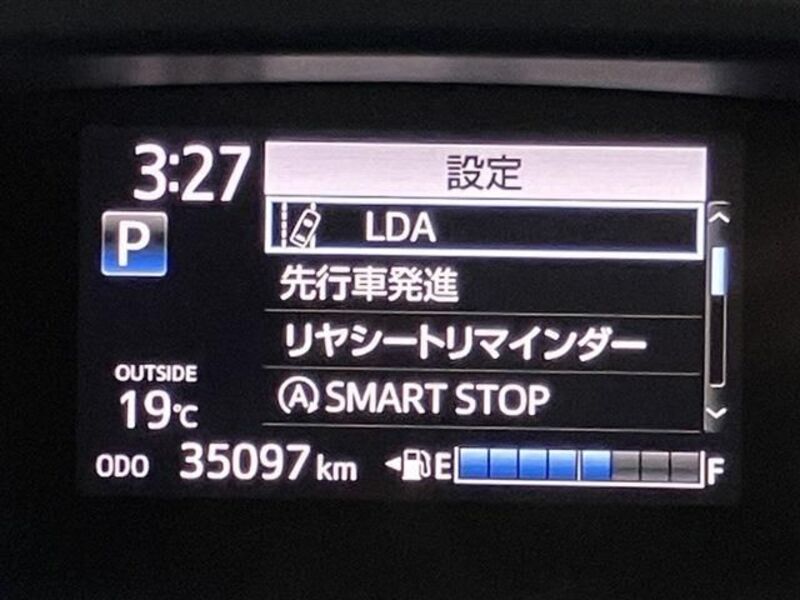 3:27
設定
P
LDA
先行車発進
リヤシートリマインダー
A SMART STOP
OUTSIDE
19℃
ODO 35097 km
E F